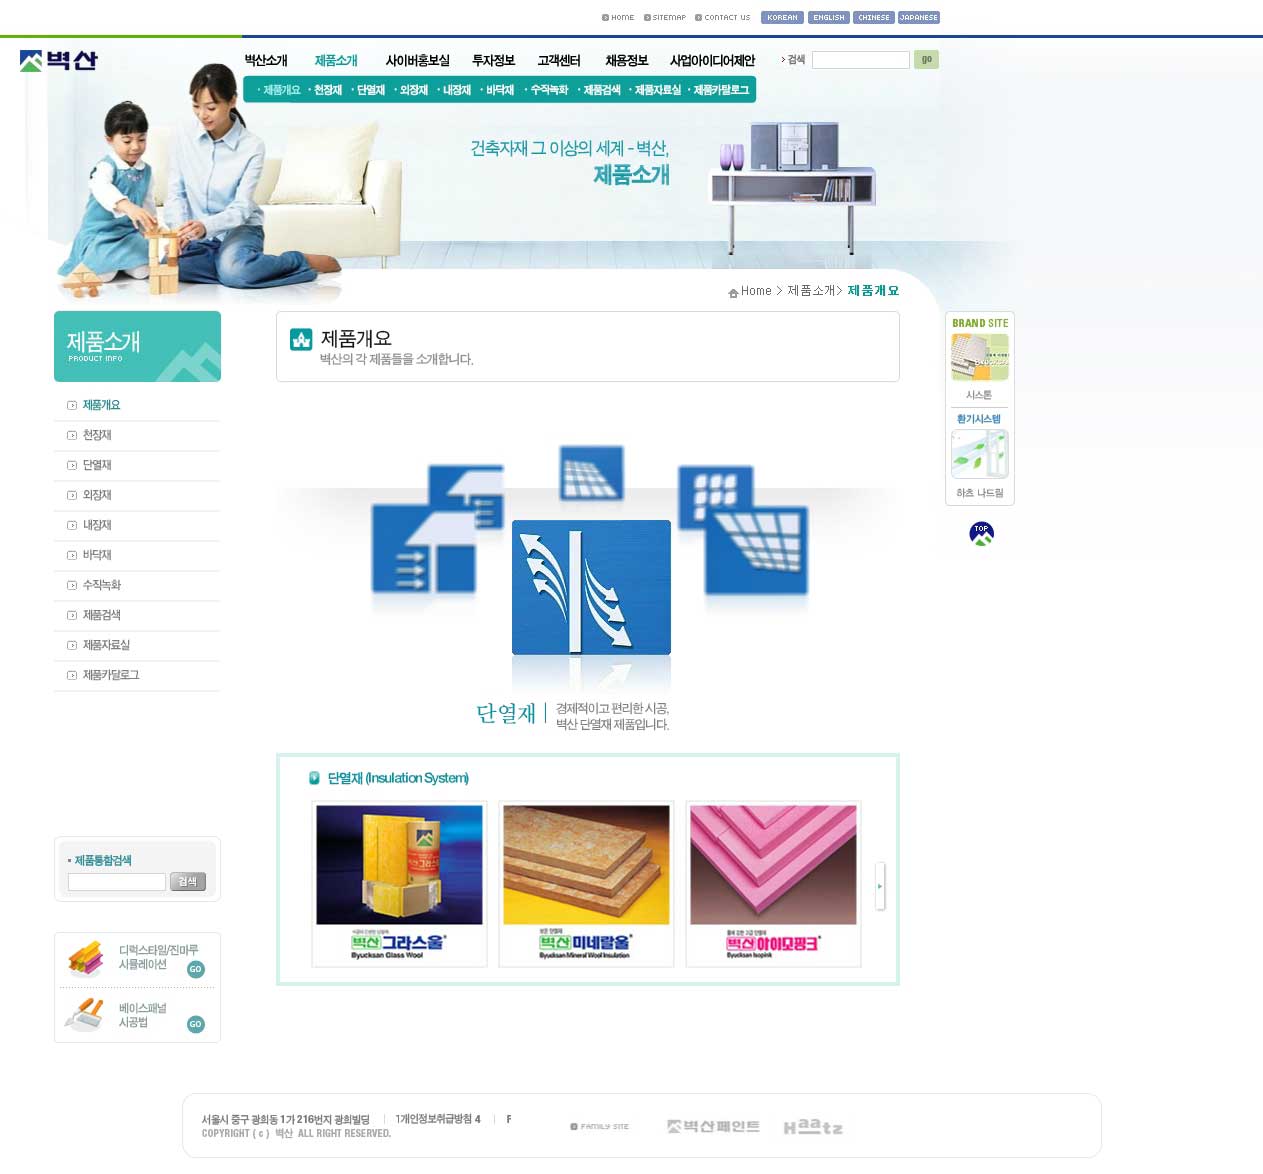 HOME SITEMAP CONTACT US KOREAN ENGLISH CHINESE JAPANESE
벽산 벽산소개 제품소개 사이버홍보실 투자정보 고객센터 채용정보 사업아이디어제안 검색 go
· 제품개요 · 천장재 · 단열재 · 외장재 · 내장재 · 바닥재 · 수직녹화 · 제품검색 · 제품자료실 · 제품카달로그
건축자재 그 이상의 세계 - 벽산,
제품소개
Home > 제품소개> 제품개요
제품소개
PRODUCT INFO
제품개요
천장재
단열재
외장재
내장재
바닥재
수직녹화
제품검색
제품자료실
제품카달로그
제품개요
벽산의 각 제품들을 소개합니다.
BRAND SITE
시스톤
환기시스템
하츠 나드림
TOP
단열재
경제적이고 편리한 시공,
벽산 단열재 제품입니다.
단열재 (Insulation System)
벽산 그라스울
Byucksan Glass Wool
벽산 미네랄울
Byucksan Mineral Wool Insulation
벽산 아이소핑크
Byucksan Isopink
제품통합검색
검색
디럭스타일/진마루
시뮬레이션
GO
베이스패널
시공법
GO
서울시 중구 광희동 1가 216번지 광희빌딩
개인정보취급방침
COPYRIGHT ( c ) 벽산 ALL RIGHT RESERVED.
FAMILY SITE
벽산페인트
Haatz